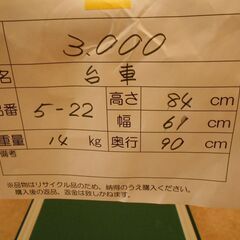 3.000
名 台車
品番 5-22 高さ 84 cm
幅 61 cm
重量 14 kg 奥行 90 cm
備考
※品物はリサイクル品のため、納得のうえ購入ください。
購入後の返品、返金は致しかねます。